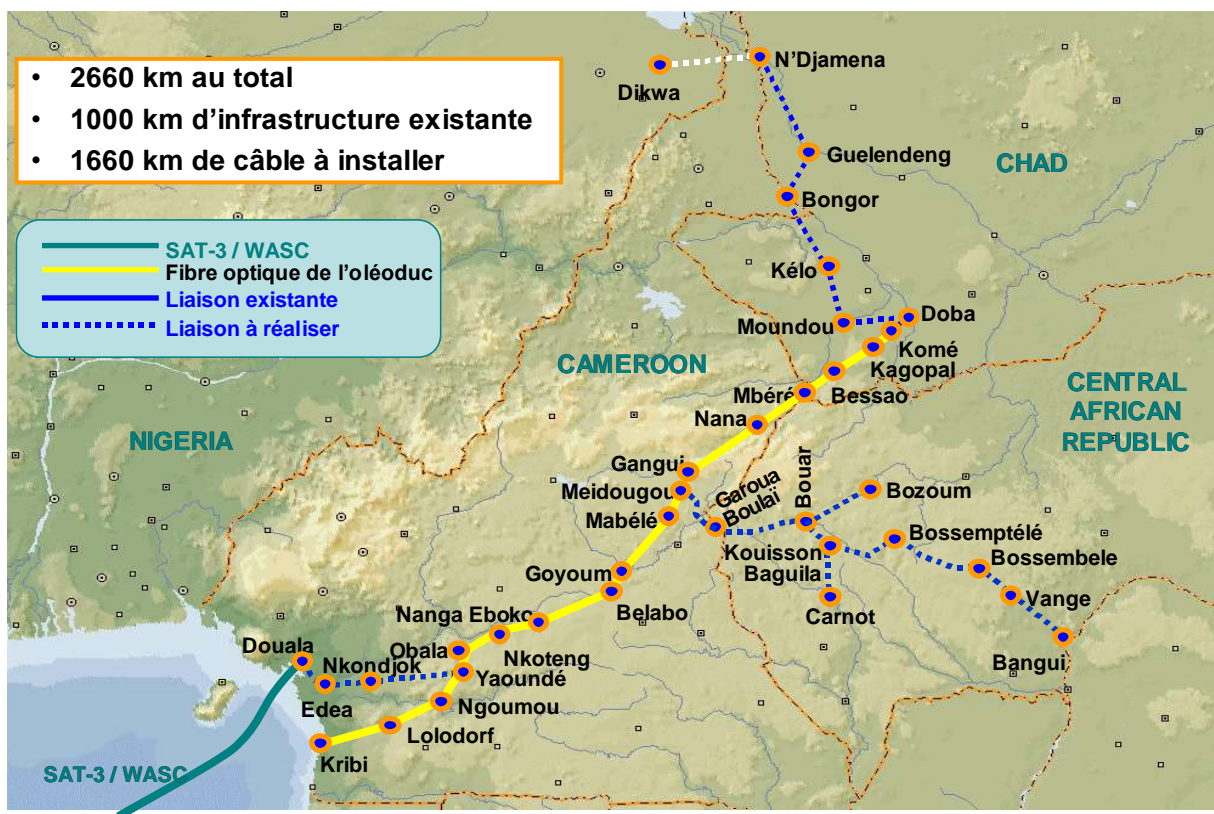 • 2660 km au total
• 1000 km d'infrastructure existante
• 1660 km de câble à installer
SAT-3 / WASC
Fibre optique de l'oléoduc
Liaison existante
Liaison à réaliser
N'Djamena
Dikwa
Guelendeng
CHAD
Bongor
Kélo
Doba
Moundou
Komé
CAMEROON
Kagopal
Mbéré
Bessao
CENTRAL
AFRICAN
REPUBLIC
Nana
NIGERIA
Gangui
Meidougou
Garoua
Boulaï
Bouar
Bozoum
Mabélé
Bossemptélé
Kouisson
Baguila
Bossembele
Goyoum
Vange
Belabo
Carnot
Nanga Eboko
Bangui
Douala
Obala
Nkoteng
Nkondjok
Yaoundé
Edea
Ngoumou
Lolodorf
Kribi
SAT-3 / WASC